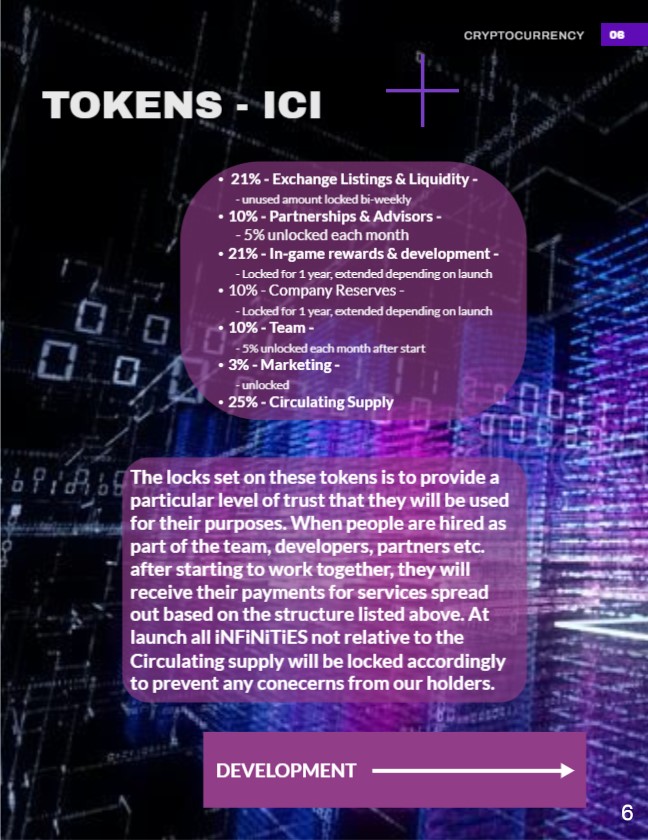 CRYPTOCURRENCY 06
TOKENS - ICI
• 21% - Exchange Listings & Liquidity -
- unused amount locked bi-weekly
• 10% - Partnerships & Advisors -
- 5% unlocked each month
• 21% - In-game rewards & development -
- Locked for 1 year, extended depending on launch
• 10% - Company Reserves -
- Locked for 1 year, extended depending on launch
• 10% - Team -
- 5% unlocked each month after start
• 3% - Marketing -
- unlocked
• 25% - Circulating Supply
The locks set on these tokens is to provide a
particular level of trust that they will be used
for their purposes. When people are hired as
part of the team, developers, partners etc.
after starting to work together, they will
receive their payments for services spread
out based on the structure listed above. At
launch all iNFiNiTiES not relative to the
Circulating supply will be locked accordingly
to prevent any conecerns from our holders.
DEVELOPMENT
6